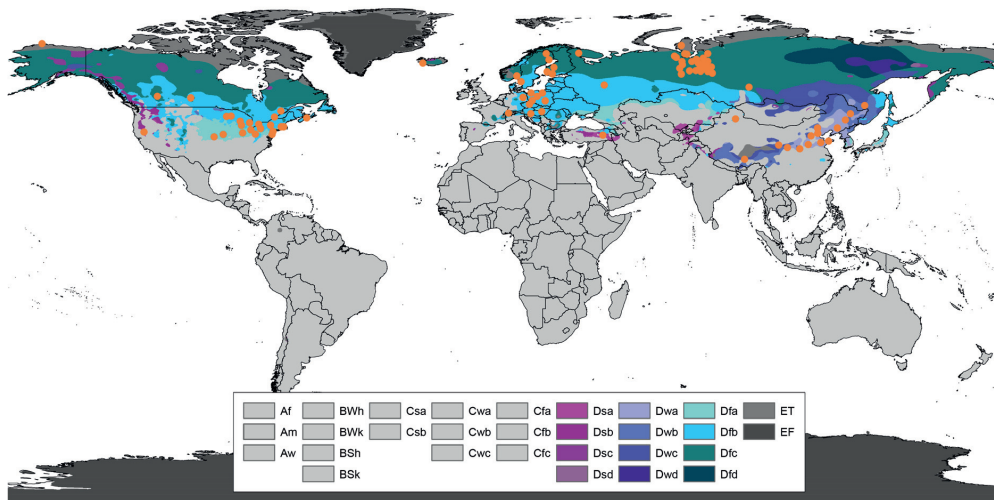 Af BWh Csa Cwa Cfa Dsa Dwa Dfa ET
Am BWk Csb Cwb Cfb Dsb Dwb Dfb EF
Aw BSh Cwc Cfc Dsc Dwc Dfc
BSk Dsd Dwd Dfd